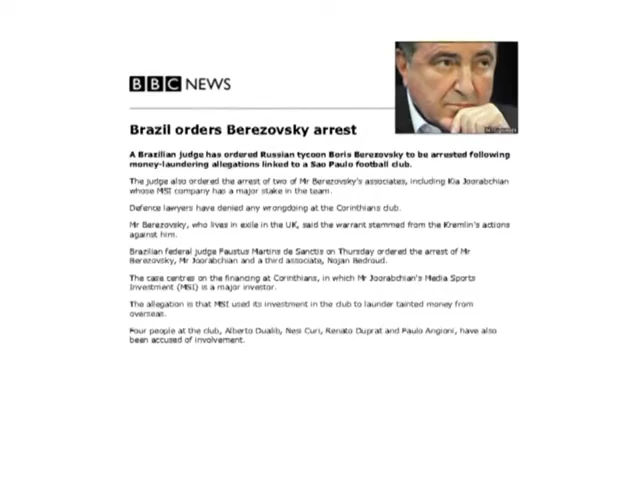 BBC NEWS
Brazil orders Berezovsky arrest
A Brazilian judge has ordered Russian tycoon Boris Berezovsky to be arrested following
money-laundering allegations linked to a Sao Paulo football club.
The judge also ordered the arrest of two of Mr Berezovsky's associates, including Kia Joorabchian
whose MSI company has a major stake in the team.
Defence lawyers have denied any wrongdoing at the Corinthians club.
Mr Berezovsky, who lives in exile in the UK, said the warrant stemmed from the Kremlin's actions
against him.
Brazilian federal judge Faustus Martins de Sanctis on Thursday ordered the arrest of Mr
Berezovsky, Mr Joorabchian and a third associate, Nojan Bedroud.
The case centres on the financing at Corinthians, in which Mr Joorabchian's Media Sports
Investment (MSI) is a major investor.
The allegation is that MSI used its investment in the club to launder tainted money from
overseas.
Four people at the club, Alberto Dualib, Nesi Curi, Renato Duprat and Paulo Angioni, have also
been accused of involvement.